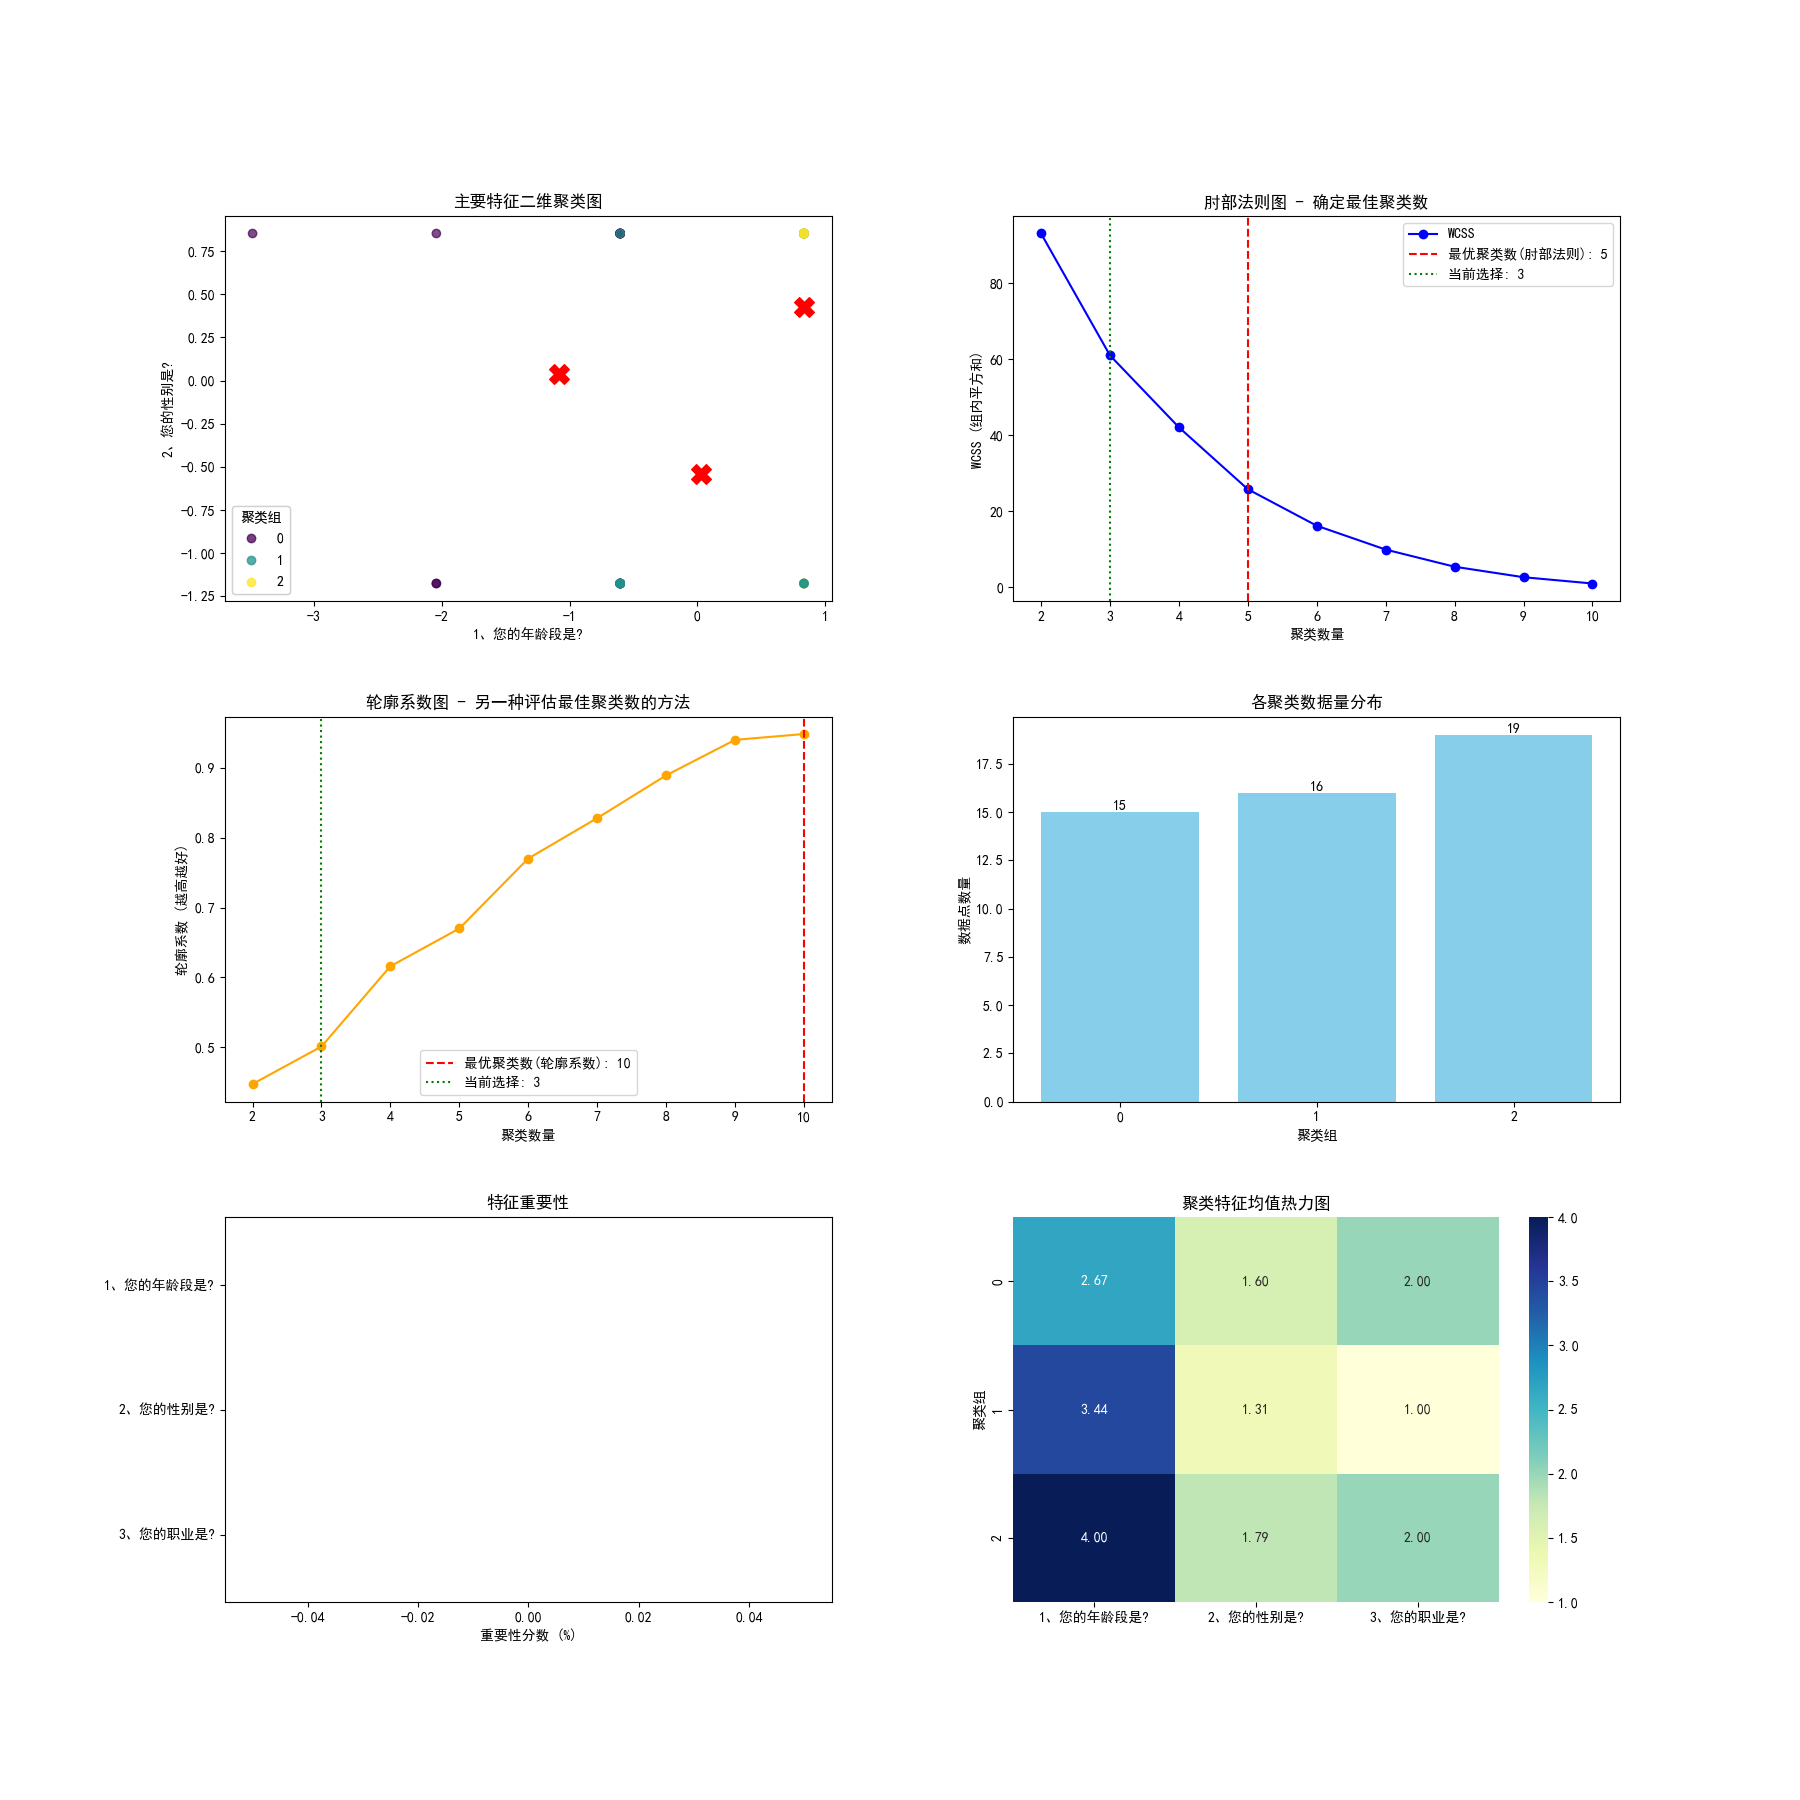 主要特征二维聚类图
2、您的性别是?
0.75
0.50
0.25
0.00
−0.25
−0.50
−0.75
−1.00
−1.25
聚类组
0
1
2
−3
−2
−1
0
1
1、您的年龄段是?
肘部法则图 - 确定最佳聚类数
WCSS (组内平方和)
80
60
40
20
0
WCSS
最优聚类数(肘部法则): 5
当前选择: 3
2
3
4
5
6
7
8
9
10
聚类数量
轮廓系数图 - 另一种评估最佳聚类数的方法
轮廓系数 (越高越好)
0.9
0.8
0.7
0.6
0.5
最优聚类数(轮廓系数): 10
当前选择: 3
2
3
4
5
6
7
8
9
10
聚类数量
各聚类数据量分布
数据点数量
17.5
15.0
12.5
10.0
7.5
5.0
2.5
0.0
15
16
19
0
1
2
聚类组
特征重要性
1、您的年龄段是?
2、您的性别是?
3、您的职业是?
−0.04
−0.02
0.00
0.02
0.04
重要性分数 (%)
聚类特征均值热力图
聚类组
0
1
2
2.67
1.60
2.00
3.44
1.31
1.00
4.00
1.79
2.00
1、您的年龄段是?
2、您的性别是?
3、您的职业是?
4.0
3.5
3.0
2.5
2.0
1.5
1.0